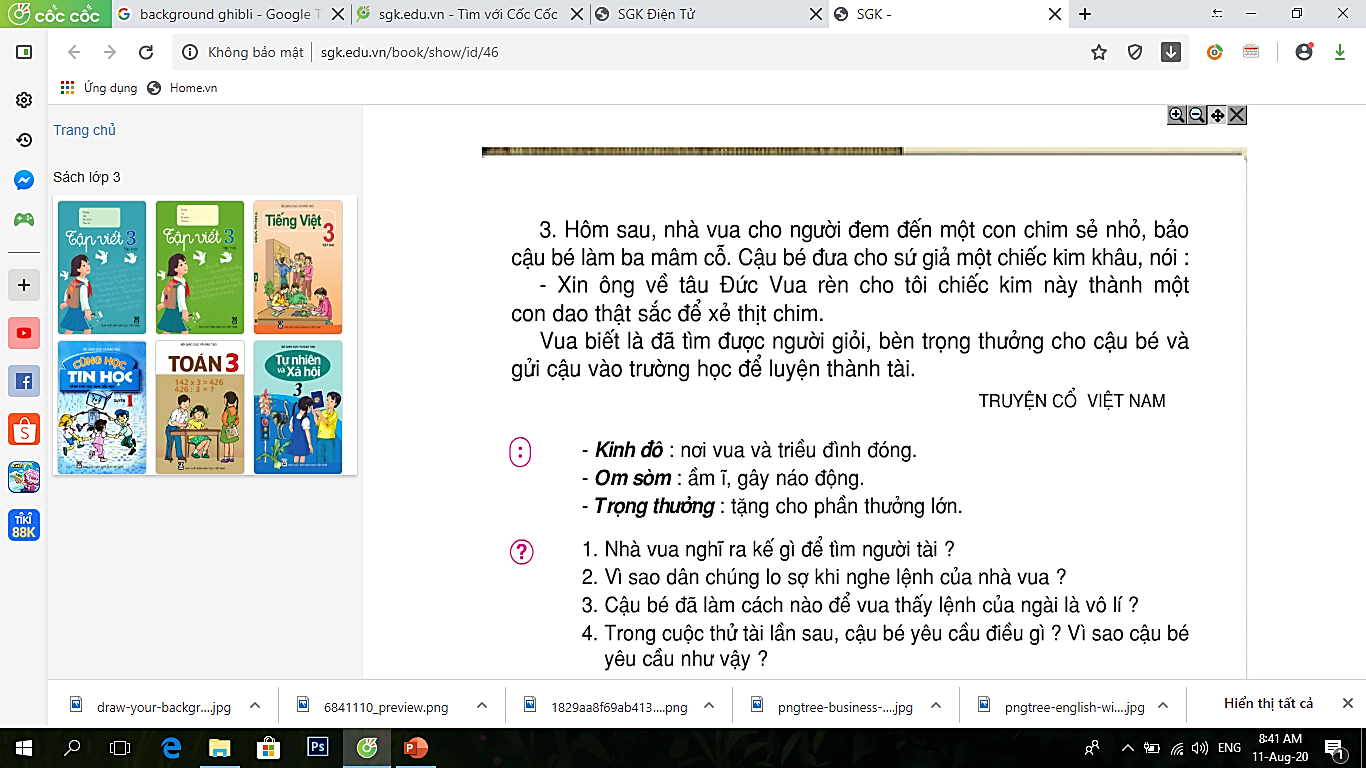 cốc cốc
background ghibli - Google T
sgk.edu.vn - Tìm với Cốc Cốc
SGK Điện Tử
SGK -
Không bảo mật
sgk.edu.vn/book/show/id/46
Ứng dụng
Home.vn
Trang chủ
Sách lớp 3
Tập viết 3
Tập viết 3
Tiếng Việt 3
TẬP HAI
CÙNG HỌC
TIN HỌC
QUYỂN 1
TOÁN 3
142 x 3 = 426
426 : 3 = ?
Tự nhiên
và Xã hội
3
3. Hôm sau, nhà vua cho người đem đến một con chim sẻ nhỏ, bảo
cậu bé làm ba mâm cỗ. Cậu bé đưa cho sứ giả một chiếc kim khâu, nói :
- Xin ông về tâu Đức Vua rèn cho tôi chiếc kim này thành một
con dao thật sắc để xẻ thịt chim.
Vua biết là đã tìm được người giỏi, bèn trọng thưởng cho cậu bé và
gửi cậu vào trường học để luyện thành tài.
TRUYỆN CỔ VIỆT NAM
:
- Kinh đô : nơi vua và triều đình đóng.
- Om sòm : ầm ĩ, gây náo động.
- Trọng thưởng : tặng cho phần thưởng lớn.
?
1. Nhà vua nghĩ ra kế gì để tìm người tài ?
2. Vì sao dân chúng lo sợ khi nghe lệnh của nhà vua ?
3. Cậu bé đã làm cách nào để vua thấy lệnh của ngài là vô lí ?
4. Trong cuộc thử tài lần sau, cậu bé yêu cầu điều gì ? Vì sao cậu bé
yêu cầu như vậy ?
TIKI
88K
draw-your-backgr....jpg
6841110_preview.png
1829aa8f69ab413....png
pngtree-business-....jpg
pngtree-english-wi....jpg
Hiển thị tất cả
Ps
ENG
8:41 AM
11-Aug-20
1